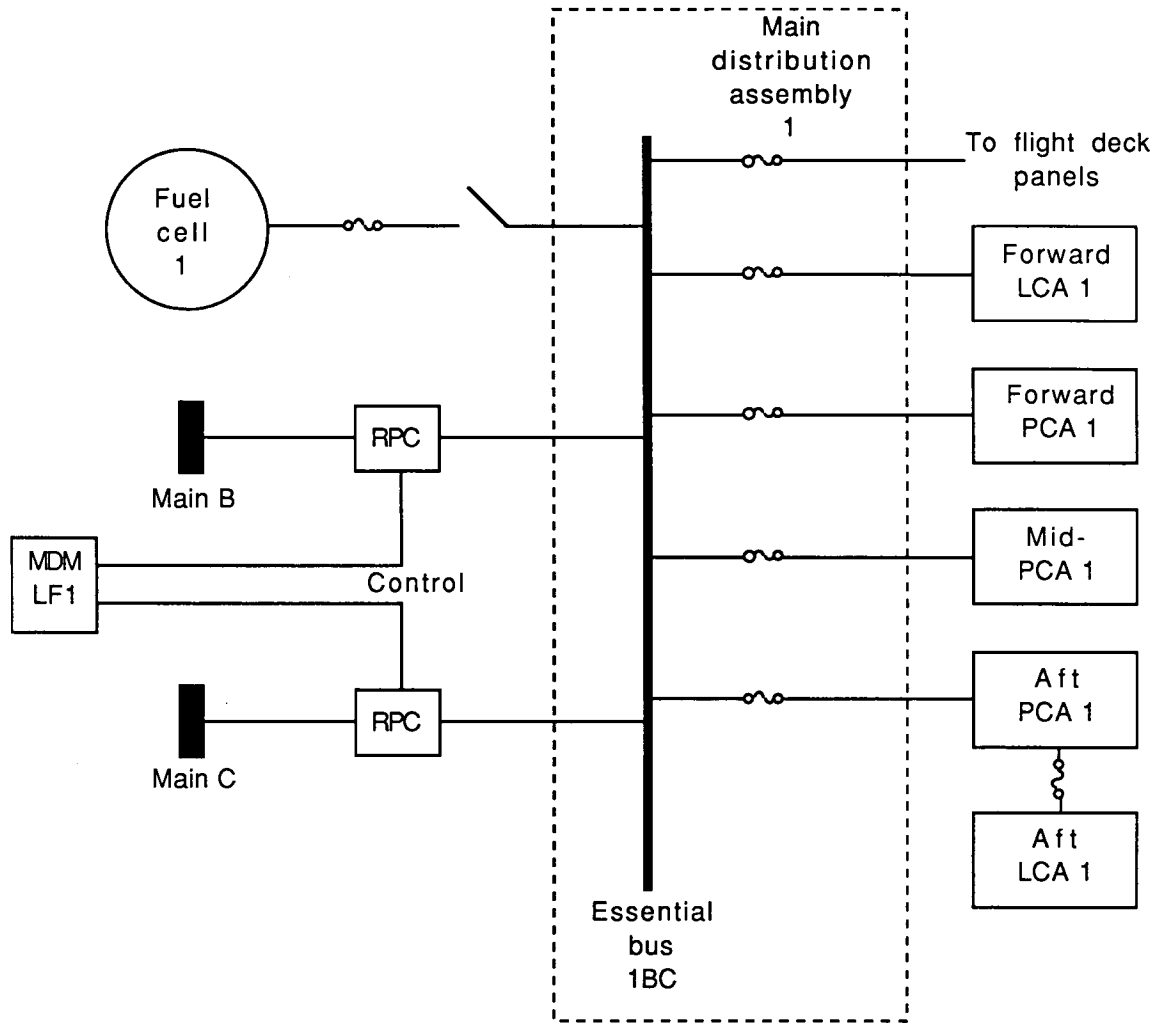 Main
distribution
assembly
1
To flight deck
panels
Fuel
cell
1
Forward
LCA 1
Forward
PCA 1
RPC
Main B
Mid-
PCA 1
MDM
LF1
Control
Aft
PCA 1
RPC
Main C
Aft
LCA 1
Essential
bus
1BC